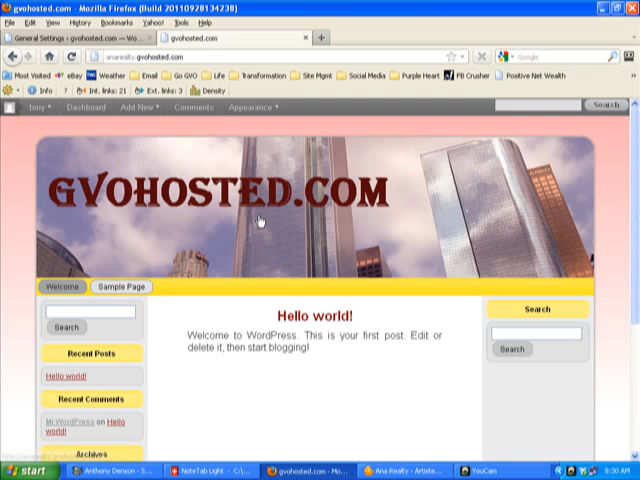 gvohosted.com - Mozilla Firefox (Build 20110928134238)
File Edit View History Bookmarks Yahoo! Tools Help
General Settings ‹ gvohosted.com — Wo...
gvohosted.com
anarealty.gvohosted.com
Google
Most Visited eBay Weather Email Go GVO Life Transformation Site Mgmt Social Media Purple Heart FB Crusher Positive Net Wealth
Info ? Int. links: 21 Ext. links: 3 Density
tony Dashboard Add New Comments Appearance Search
GVOHOSTED.COM
Welcome Sample Page
Search
Recent Posts
Hello world!
Recent Comments
Mr WordPress on Hello
world!
Archives
Hello world!
Welcome to WordPress. This is your first post. Edit or
delete it, then start blogging!
Search
Search
start Anthony Denson - S... NoteTab Light - C:\... gvohosted.com - Mo... Ana Realty - Artiste... YouCam 8:30 AM